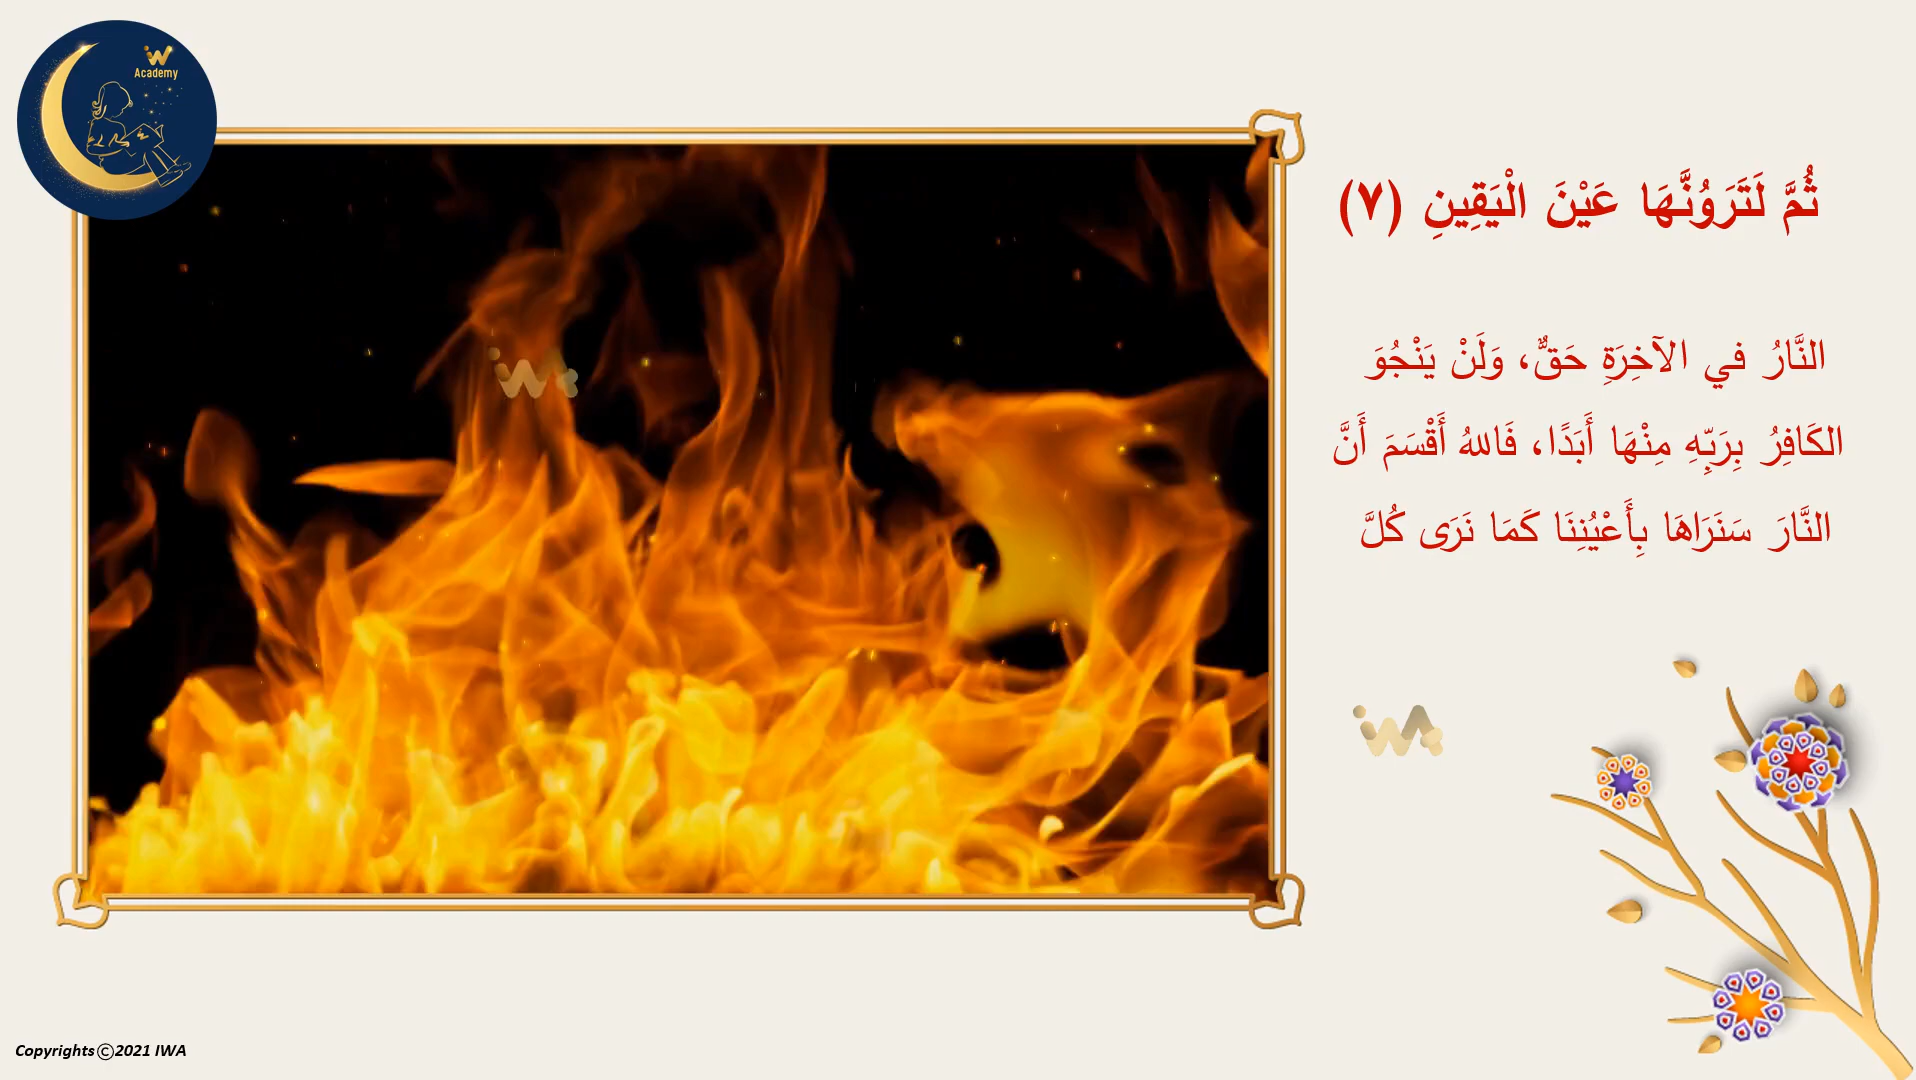 Academy
ثُمَّ لَتَرَوُنَّهَا عَيْنَ الْيَقِينِ (٧)
النَّارُ في الآخِرَةِ حَقٌّ، وَلَنْ يَنْجُوَ
الكَافِرُ بِرَبِّهِ مِنْهَا أَبَدًا، فَاللهُ أَقْسَمَ أَنَّ
النَّارَ سَنَرَاهَا بِأَعْيُنِنَا كَمَا نَرَى كُلَّ
Copyrights©2021 IWA